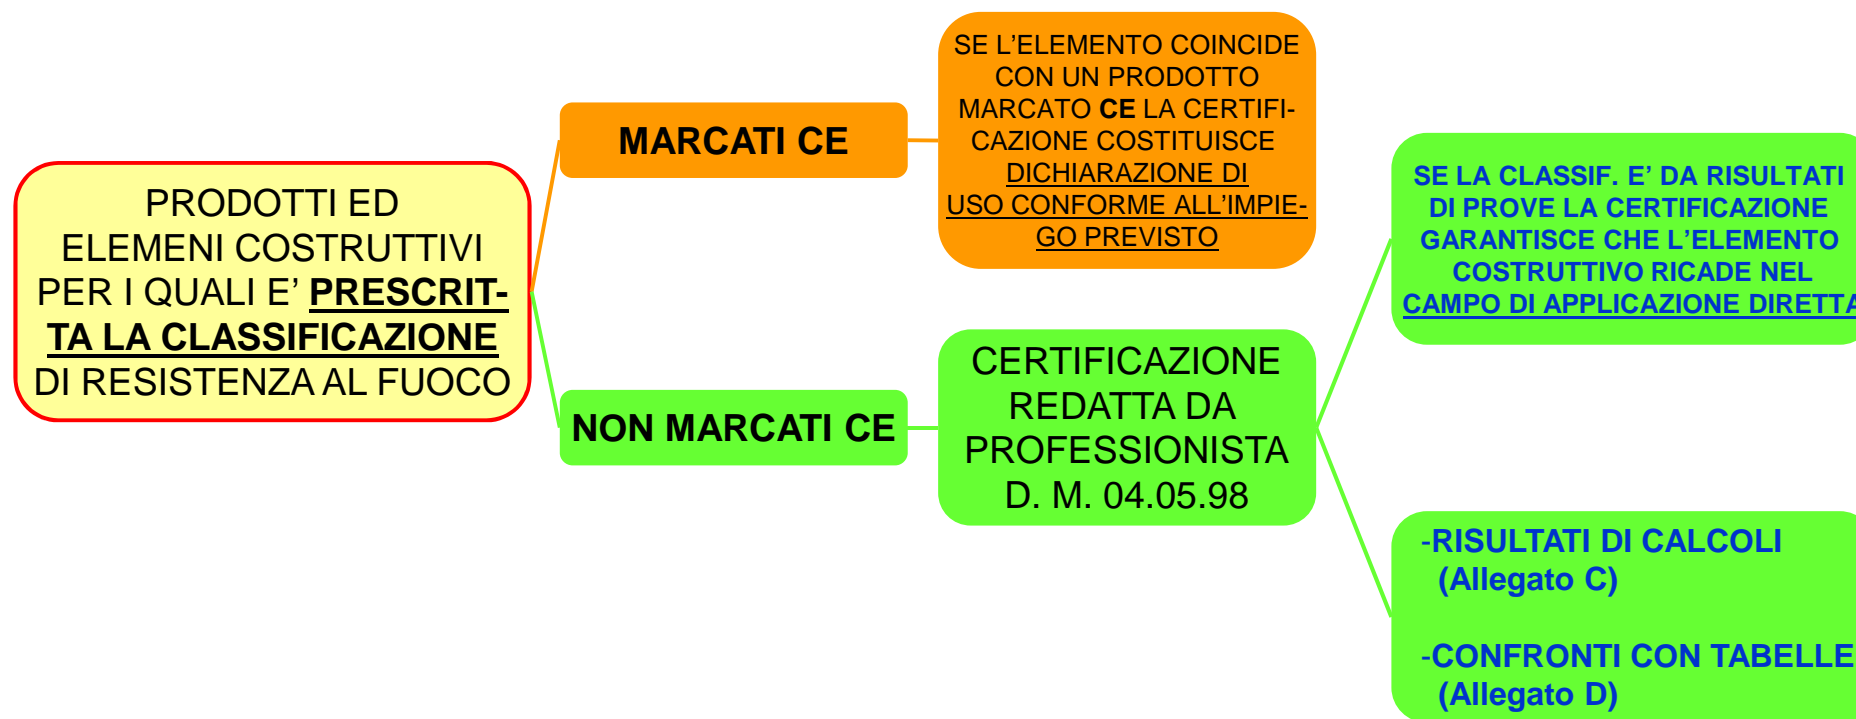 PRODOTTI ED
ELEMENI COSTRUTTIVI
PER I QUALI E’ PRESCRIT-
TA LA CLASSIFICAZIONE
DI RESISTENZA AL FUOCO
MARCATI CE
SE L’ELEMENTO COINCIDE
CON UN PRODOTTO
MARCATO CE LA CERTIFI-
CAZIONE COSTITUISCE
DICHIARAZIONE DI
USO CONFORME ALL’IMPIE-
GO PREVISTO
NON MARCATI CE
CERTIFICAZIONE
REDATTA DA
PROFESSIONISTA
D. M. 04.05.98
SE LA CLASSIF. E’ DA RISULTATI
DI PROVE LA CERTIFICAZIONE
GARANTISCE CHE L’ELEMENTO
COSTRUTTIVO RICADE NEL
CAMPO DI APPLICAZIONE DIRETTA
-RISULTATI DI CALCOLI
(Allegato C)
-CONFRONTI CON TABELLE
(Allegato D)